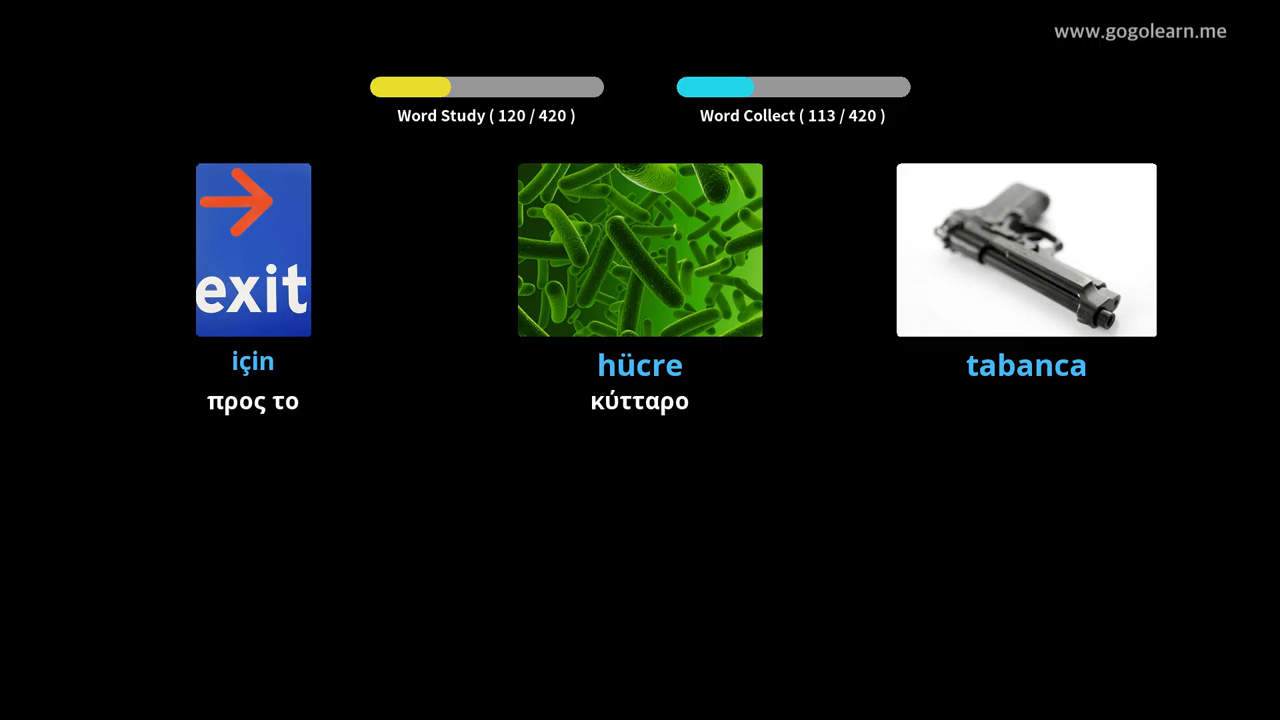 www.gogolearn.me
Word Study ( 120 / 420 )
Word Collect ( 113 / 420 )
exit
için
hücre
tabanca
προς το
κύτταρο